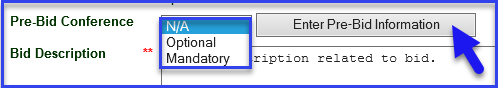 Pre-Bid Conference N/A Enter Pre-Bid Information
Optional
Bid Description ** Mandatory ription related to bid.